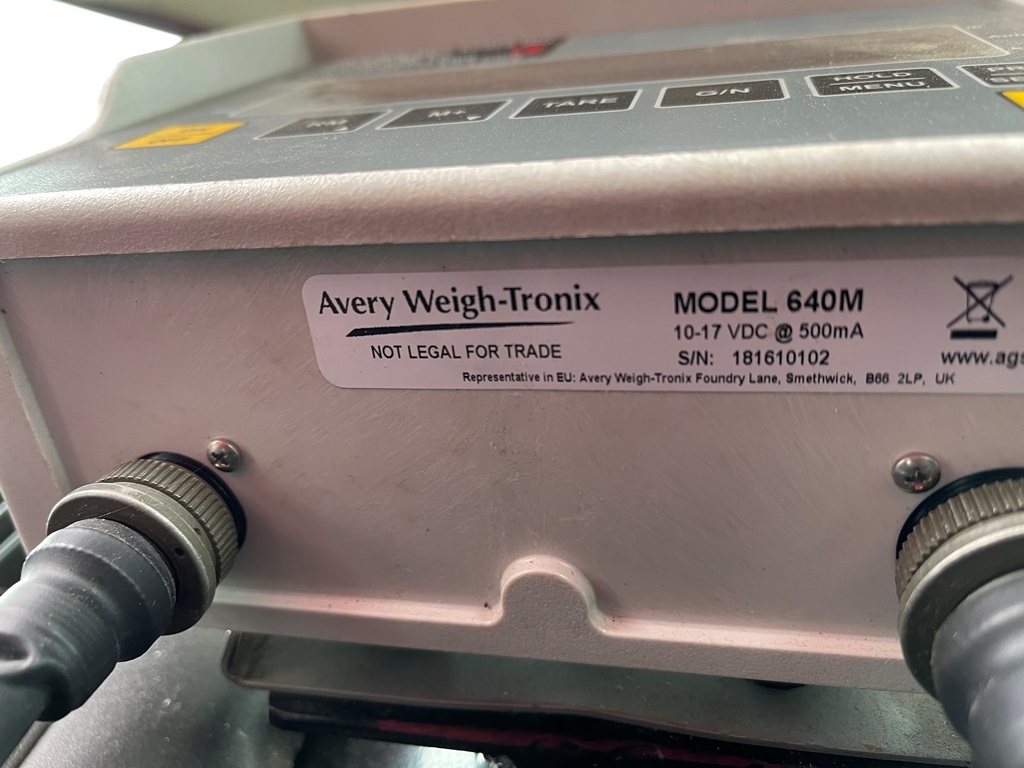 M+
TARE
G/N
HOLD
MENU
Avery Weigh-Tronix
NOT LEGAL FOR TRADE
MODEL 640M
10-17 VDC @ 500mA
S/N: 181610102
www.ags
Representative in EU: Avery Weigh-Tronix Foundry Lane, Smethwick, B66 2LP, UK